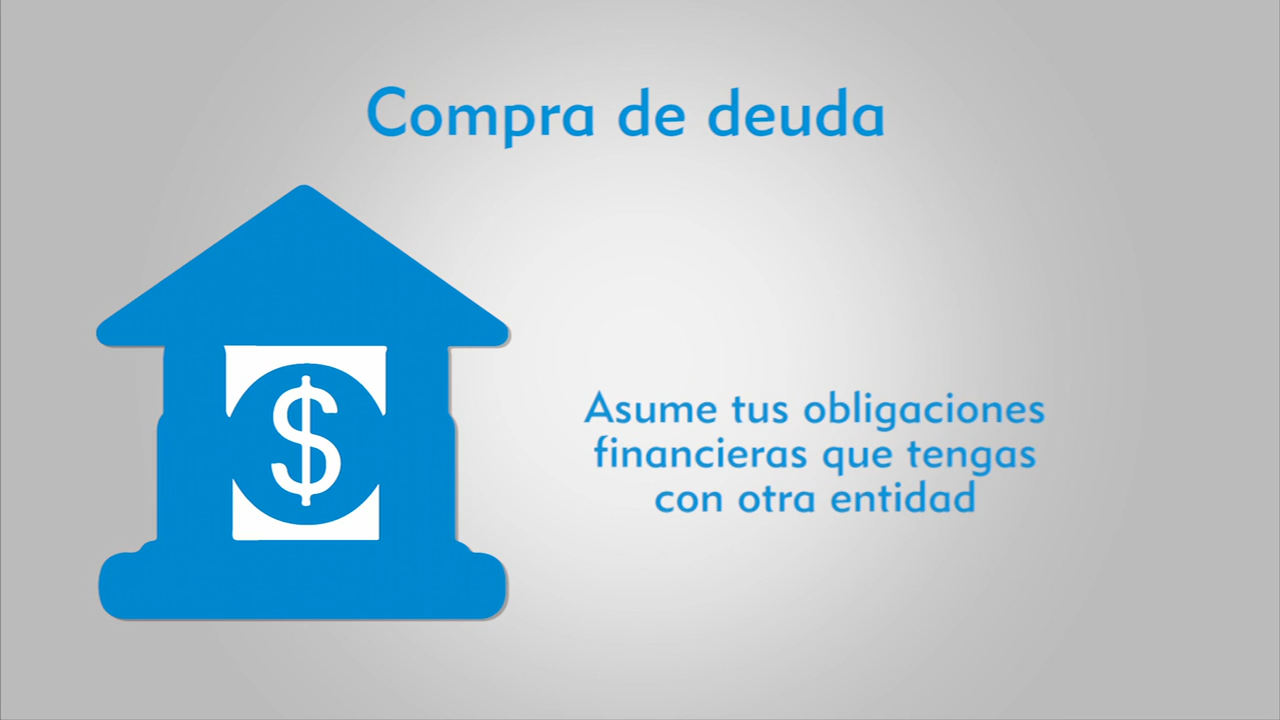 Compra de deuda
$
Asume tus obligaciones
financieras que tengas
con otra entidad